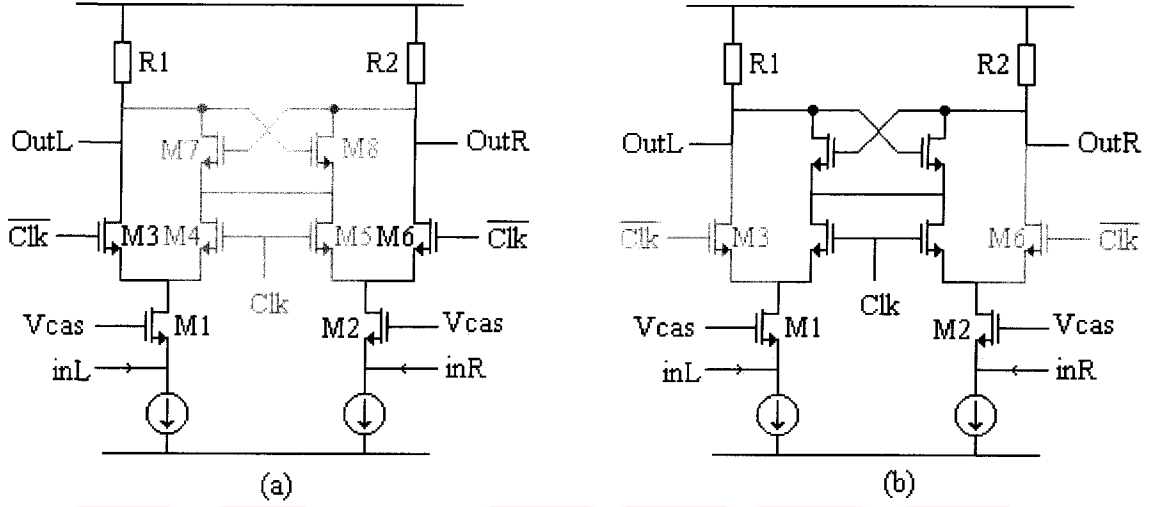 R1 R2 R1 R2
OutL M7 M8 OutR OutL OutR
Clk M3 M4 M5 M6 Clk Clk M3 M6 Clk
Clk Clk
Vcas M1 M2 Vcas Vcas M1 M2 Vcas
inL inR inL inR
(a) (b)